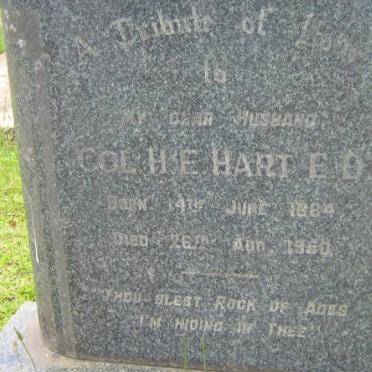 A Tribute of Love
to
MY DEAR HUSBAND
COL. H. E. HART E.D.
BORN 14TH JUNE 1884
DIED 26TH APR. 1950
"THOU BLEST ROCK OF AGES
I'M HIDING IN THEE"